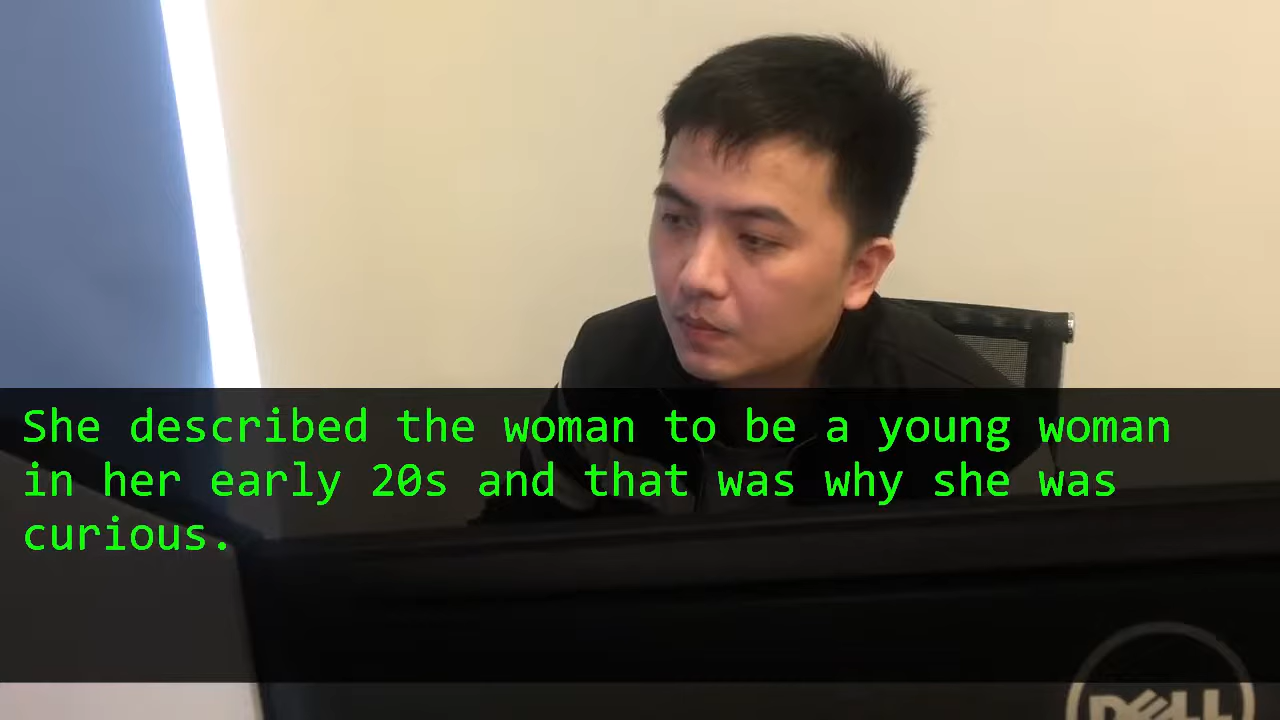 She described the woman to be a young woman
in her early 20s and that was why she was
curious.
DELL